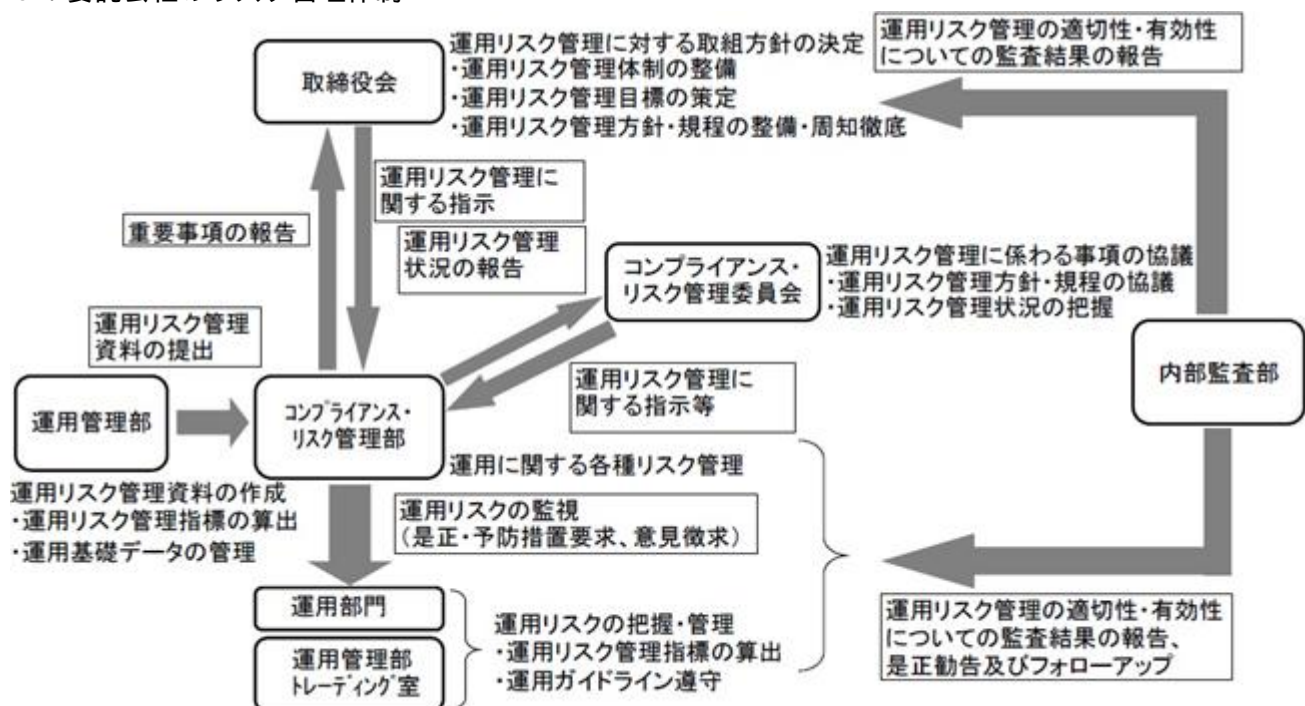 取締役会
運用リスク管理に対する取組方針の決定
・運用リスク管理体制の整備
・運用リスク管理目標の策定
・運用リスク管理方針・規程の整備・周知徹底
運用リスク管理の適切性・有効性
についての監査結果の報告
運用リスク管理に
関する指示
重要事項の報告
運用リスク管理
状況の報告
コンプライアンス・
リスク管理委員会
運用リスク管理に係わる事項の協議
・運用リスク管理方針・規程の協議
・運用リスク管理状況の把握
運用リスク管理
資料の提出
内部監査部
運用管理部
コンプライアンス・
リスク管理部
運用リスク管理に
関する指示等
運用に関する各種リスク管理
運用リスク管理資料の作成
・運用リスク管理指標の算出
・運用基礎データの管理
運用リスクの監視
(是正・予防措置要求、意見徴求)
運用部門
運用管理部
トレーディング室
運用リスクの把握・管理
・運用リスク管理指標の算出
・運用ガイドライン遵守
運用リスク管理の適切性・有効性
についての監査結果の報告、
是正勧告及びフォローアップ